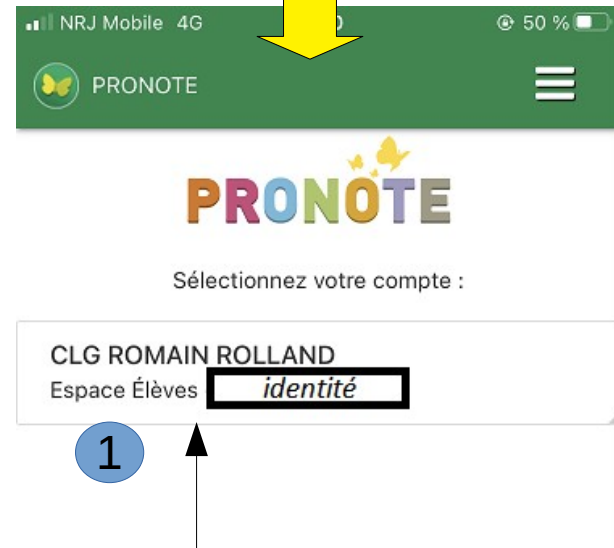 NRJ Mobile 4G 50 %
PRONOTE
PRONOTE
Sélectionnez votre compte :
CLG ROMAIN ROLLAND
Espace Élèves identité
1